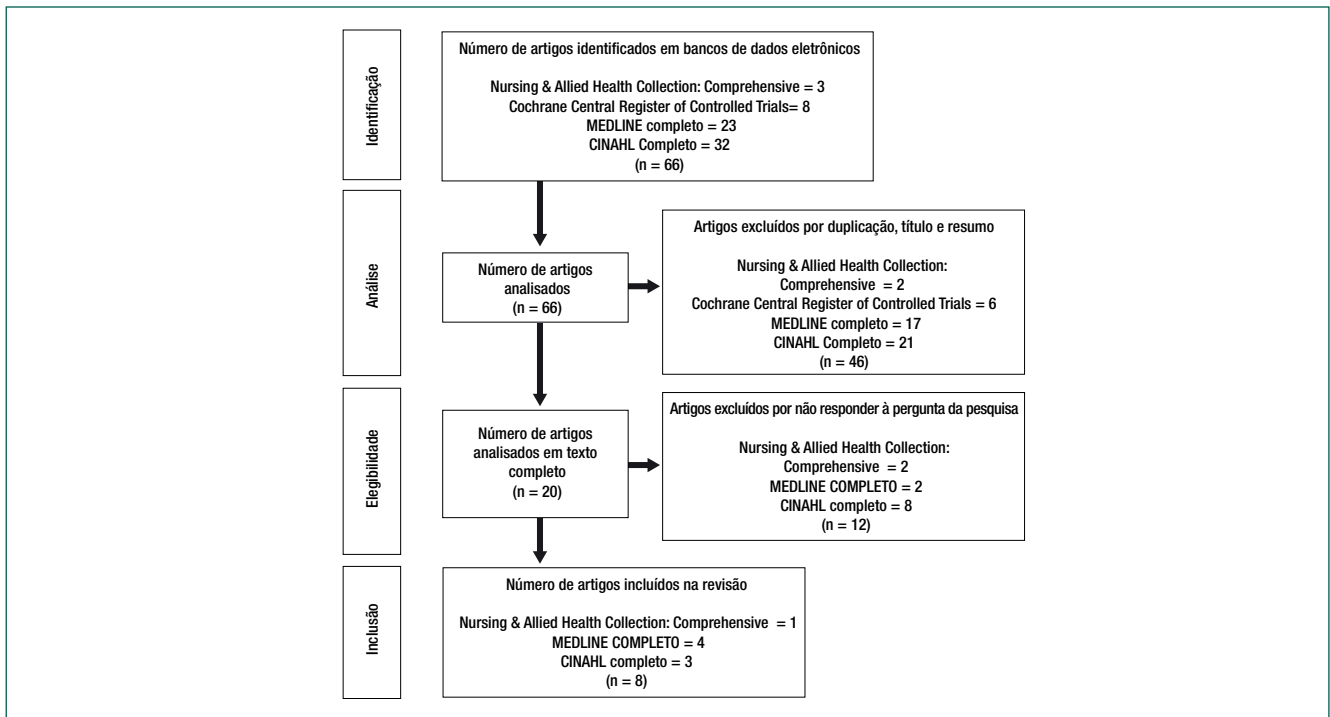 Identificação
Número de artigos identificados em bancos de dados eletrônicos
Nursing & Allied Health Collection: Comprehensive = 3
Cochrane Central Register of Controlled Trials= 8
MEDLINE completo = 23
CINAHL Completo = 32
(n = 66)
Análise
Número de artigos
analisados
(n = 66)
Artigos excluídos por duplicação, título e resumo
Nursing & Allied Health Collection:
Comprehensive = 2
Cochrane Central Register of Controlled Trials = 6
MEDLINE completo = 17
CINAHL Completo = 21
(n = 46)
Elegibilidade
Número de artigos
analisados em texto
completo
(n = 20)
Artigos excluídos por não responder à pergunta da pesquisa
Nursing & Allied Health Collection:
Comprehensive = 2
MEDLINE COMPLETO = 2
CINAHL completo = 8
(n = 12)
Inclusão
Número de artigos incluídos na revisão
Nursing & Allied Health Collection: Comprehensive = 1
MEDLINE COMPLETO = 4
CINAHL completo = 3
(n = 8)